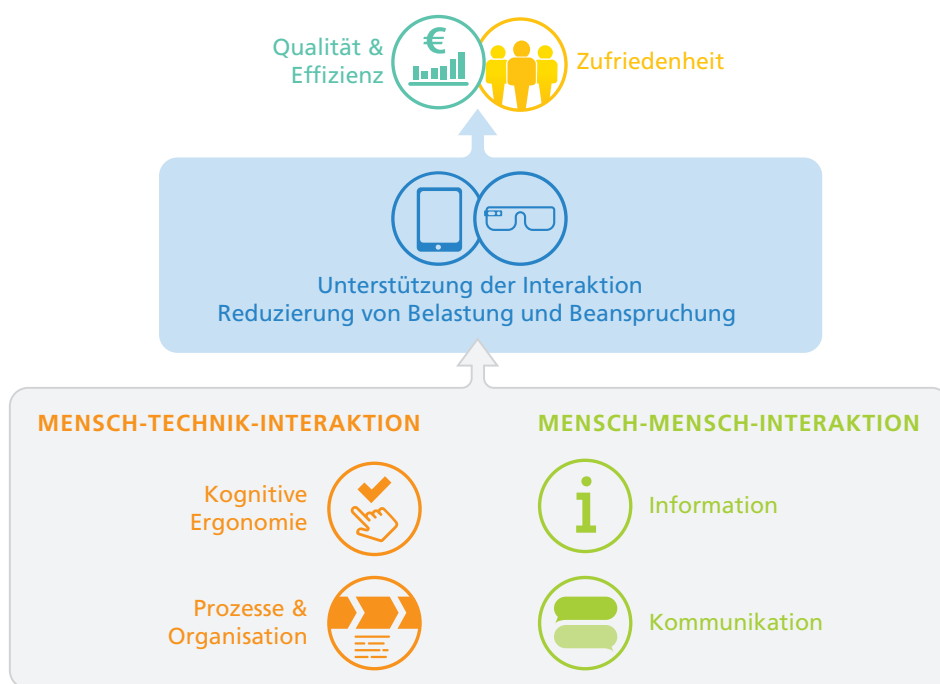 Qualität &
Effizienz
€
Zufriedenheit
Unterstützung der Interaktion
Reduzierung von Belastung und Beanspruchung
MENSCH-TECHNIK-INTERAKTION
Kognitive
Ergonomie
Prozesse &
Organisation
MENSCH-MENSCH-INTERAKTION
i
Information
Kommunikation